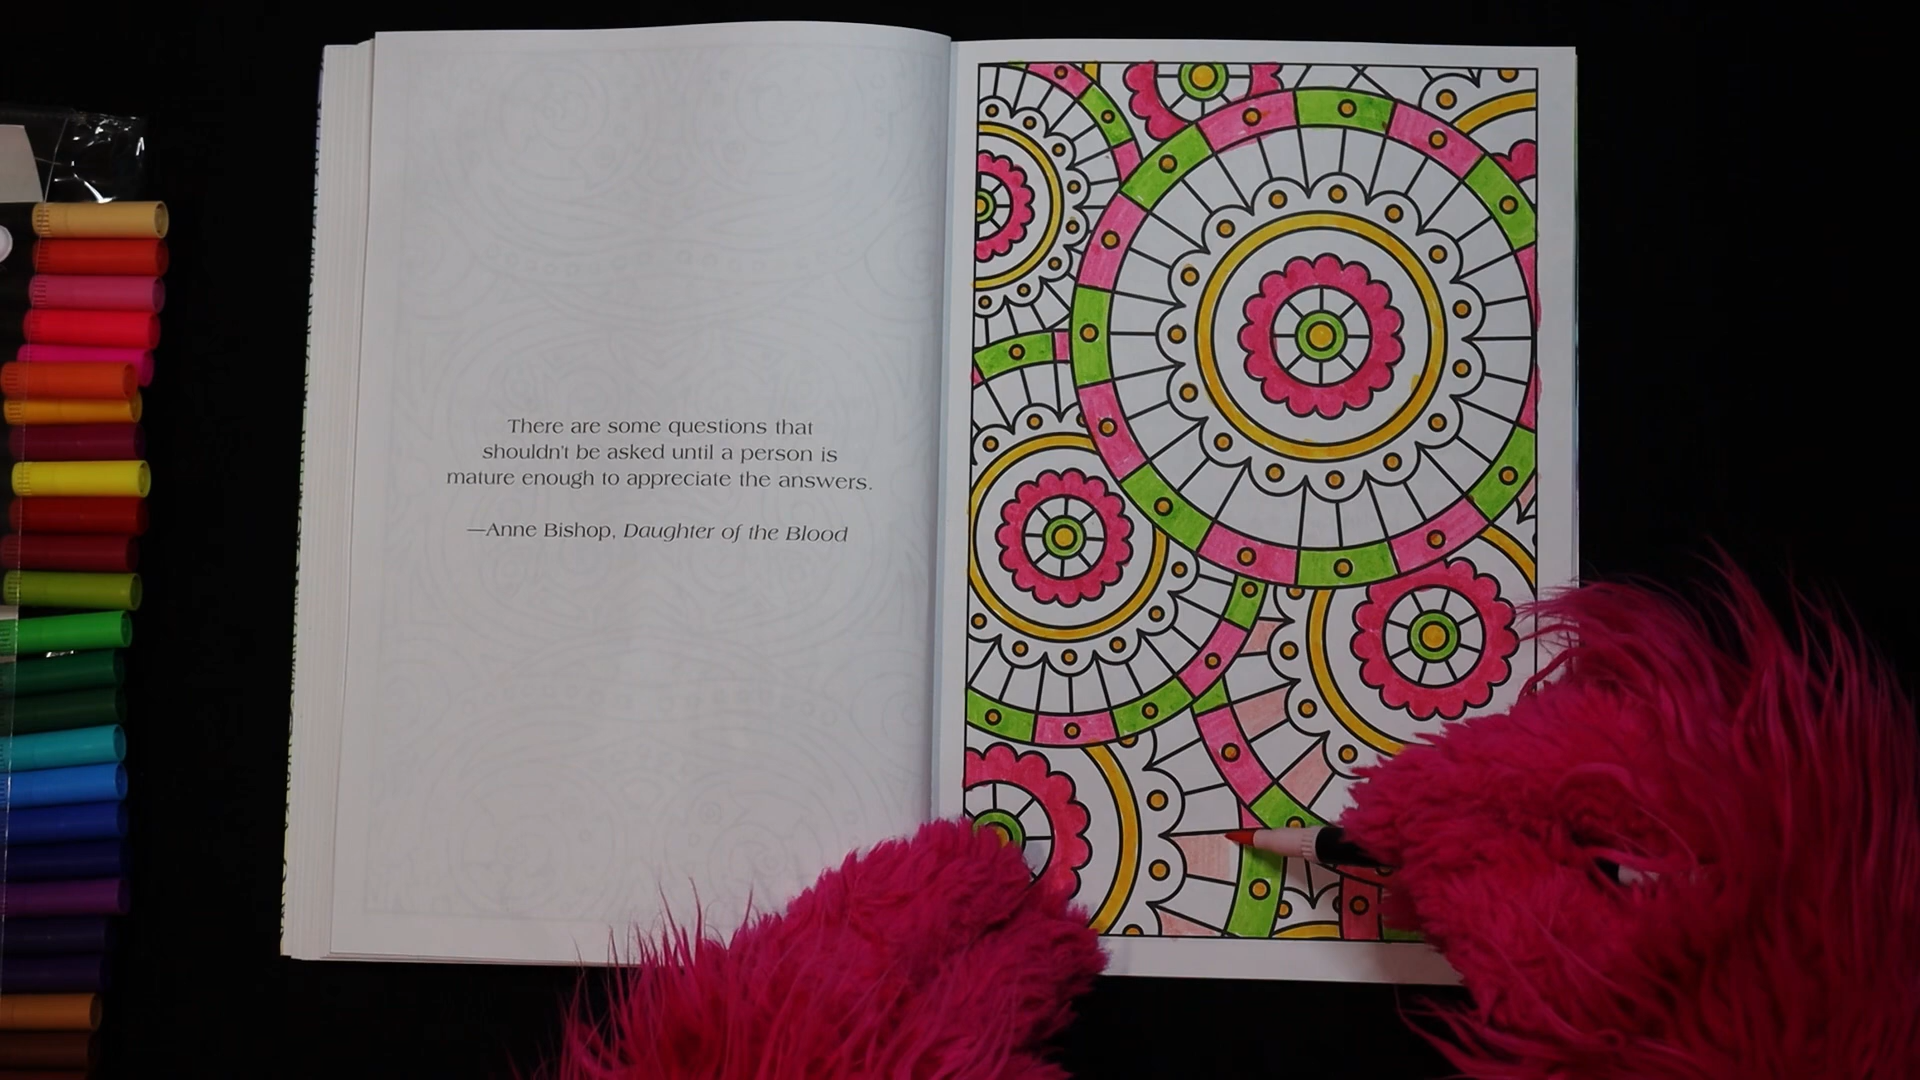 There are some questions that
shouldn't be asked until a person is
mature enough to appreciate the answers.
—Anne Bishop, Daughter of the Blood